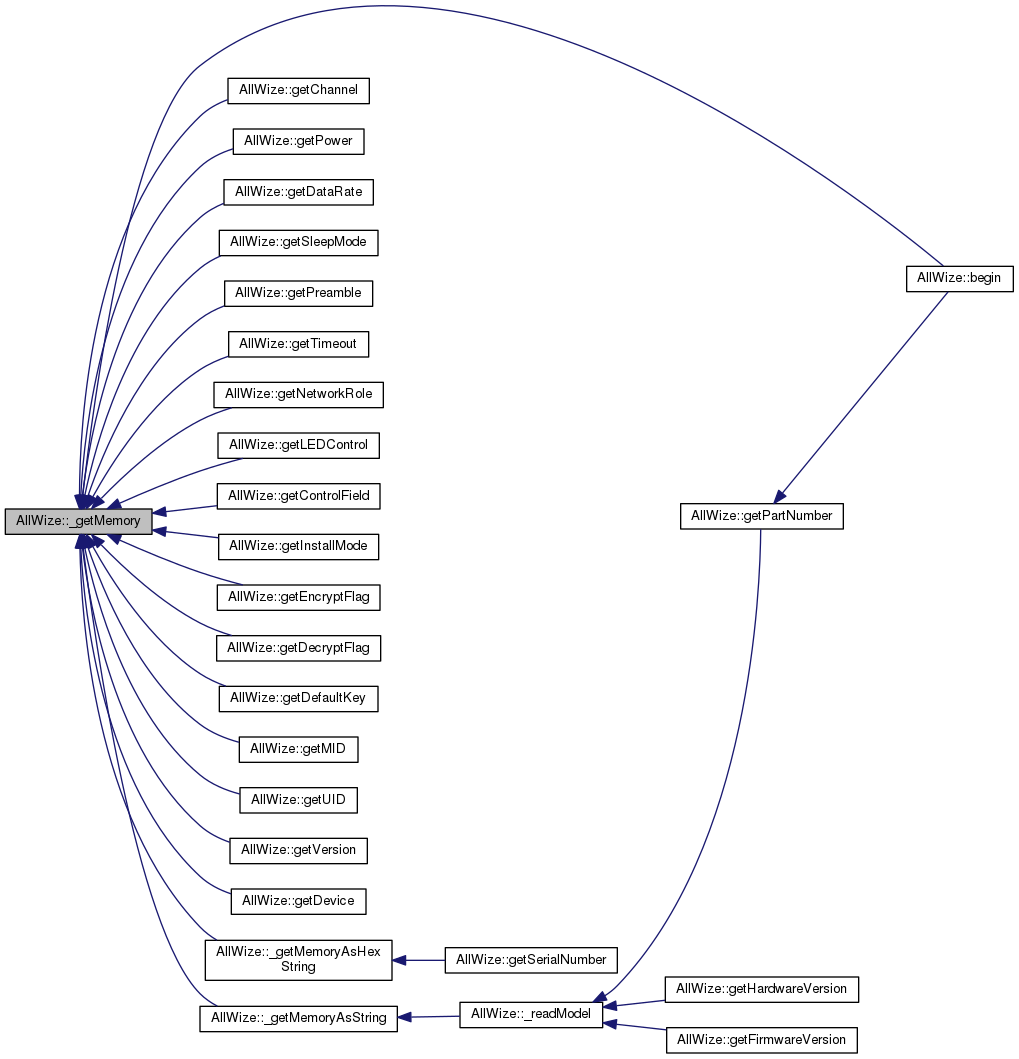 AllWize::getChannel
AllWize::getPower
AllWize::getDataRate
AllWize::getSleepMode
AllWize::begin
AllWize::getPreamble
AllWize::getTimeout
AllWize::getNetworkRole
AllWize::getLEDControl
AllWize::getControlField
AllWize::getPartNumber
AllWize::_getMemory
AllWize::getInstallMode
AllWize::getEncryptFlag
AllWize::getDecryptFlag
AllWize::getDefaultKey
AllWize::getMID
AllWize::getUID
AllWize::getVersion
AllWize::getDevice
AllWize::_getMemoryAsHex
String
AllWize::getSerialNumber
AllWize::getHardwareVersion
AllWize::_getMemoryAsString
AllWize::_readModel
AllWize::getFirmwareVersion